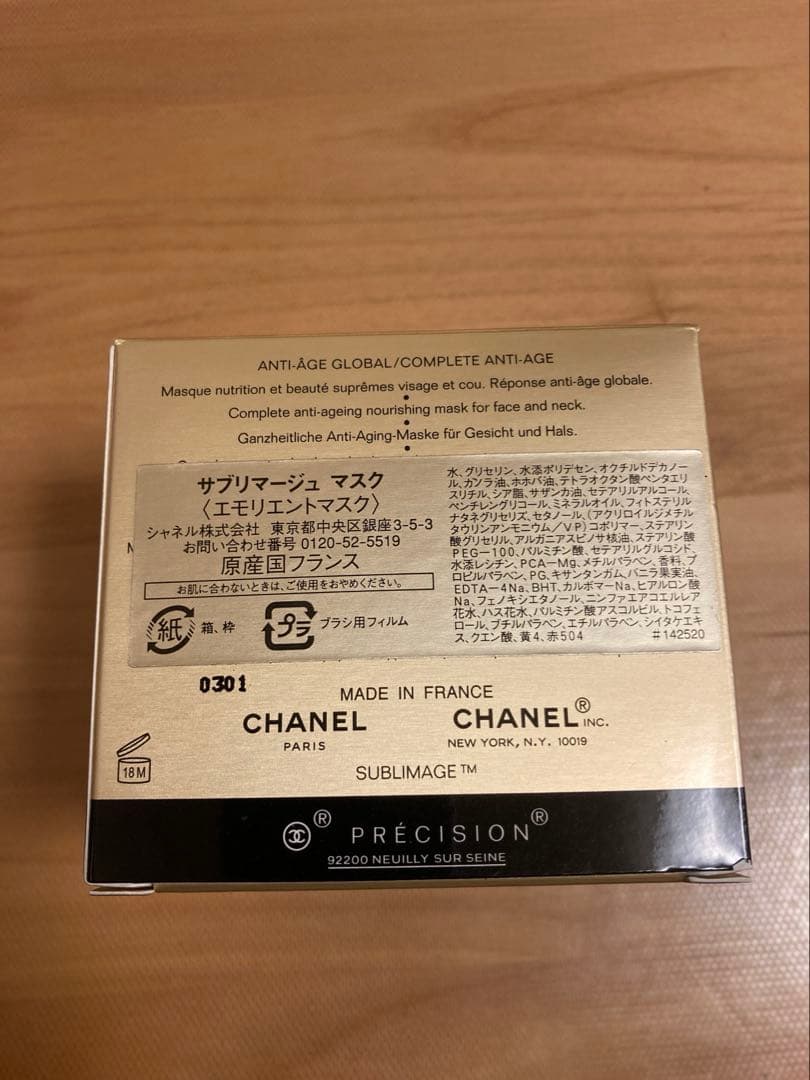 ANTI-ÂGE GLOBAL/COMPLETE ANTI-AGE
Masque nutrition et beauté suprêmes visage et cou. Réponse anti-âge globale.
•
Complete anti-ageing nourishing mask for face and neck.
•
Ganzheitliche Anti-Aging-Maske für Gesicht und Hals.
•
サブリマージュ マスク
〈エモリエントマスク〉
シャネル株式会社 東京都中央区銀座3-5-3
お問い合わせ番号 0120-52-5519
原産国フランス
お肌に合わないときは、ご使用をおやめください。
紙 箱、枠
プラ ブラシ用フィルム
水、グリセリン、水添ポリデセン、オクチルドデカノー
ル、カンラ油、ホホバ油、テトラオクタン酸ペンタエリ
スリチル、シア脂、サザンカ油、セテアリルアルコール、
ペンチレングリコール、ミネラルオイル、フィトステリル
ナタネグリセリズ、セタノール、(アクリロイルジメチル
タウリンアンモニウム/VP)コポリマー、ステアリン
酸グリセリル、アルガニアスピノサ核油、ステアリン酸
PEG-100、パルミチン酸、セテアリルグルコシド、
水添レシチン、PCA-Mg、メチルパラベン、香料、プ
ロピルパラベン、PG、キサンタンガム、バニラ果実油、
EDTA-4Na、BHT、カルボマーNa、ヒアルロン酸
Na、フェノキシエタノール、ニンファエアコエルレア
花水、ハス花水、パルミチン酸アスコルビル、トコフェ
ロール、ブチルパラベン、エチルパラベン、シイタケエキ
ス、クエン酸、黄4、赤504 #142520
0301
MADE IN FRANCE
CHANEL
PARIS
CHANEL® INC.
NEW YORK, N.Y. 10019
18M
SUBLIMAGE™
® PRÉCISION®
92200 NEUILLY SUR SEINE